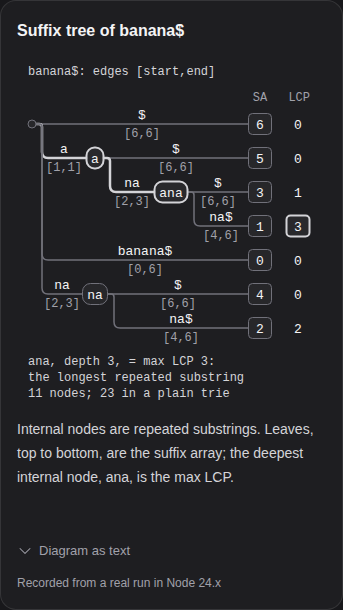 Suffix tree of banana$
banana$: edges [start,end]
SA LCP
$
[6,6]
6 0
a
[1,1]
a
$
[6,6]
5 0
na
[2,3]
ana
$
[6,6]
3 1
na$
[4,6]
1 3
banana$
[0,6]
0 0
na
[2,3]
na
$
[6,6]
4 0
na$
[4,6]
2 2
ana, depth 3, = max LCP 3:
the longest repeated substring
11 nodes; 23 in a plain trie
Internal nodes are repeated substrings. Leaves,
top to bottom, are the suffix array; the deepest
internal node, ana, is the max LCP.
Diagram as text
Recorded from a real run in Node 24.x